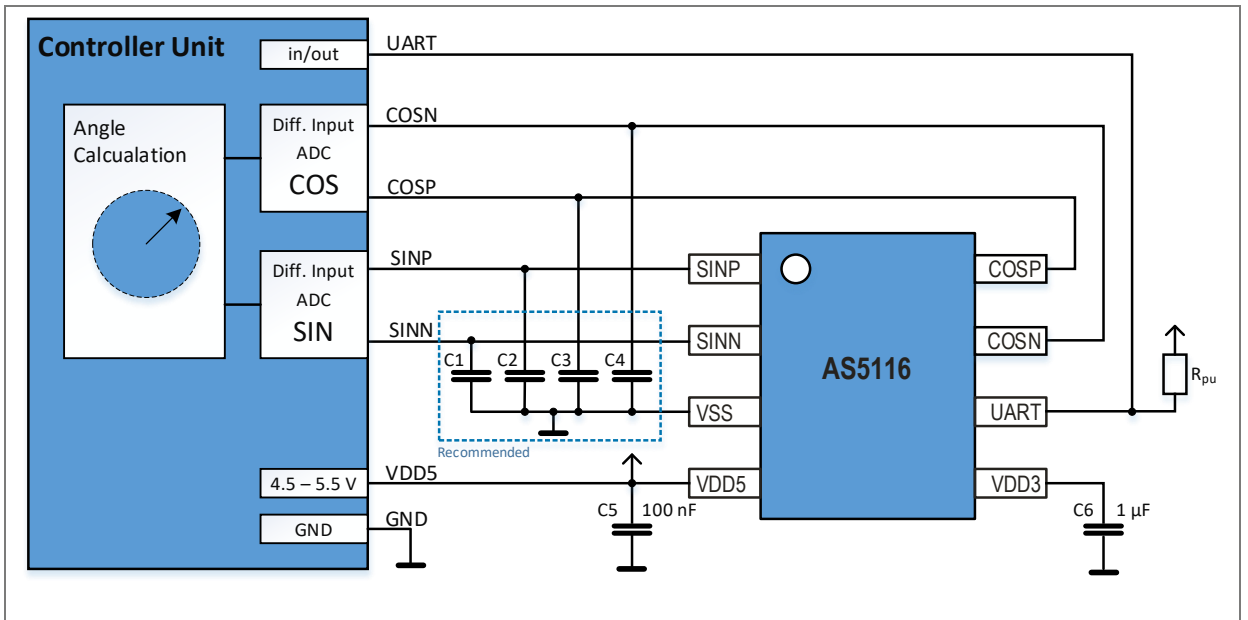 Controller Unit
in/out
UART
Angle
Calcualation
Diff. Input
ADC
COS
COSN
COSP
Diff. Input
ADC
SIN
SINP
SINN
C1
C2
C3
C4
Recommended
SINP
SINN
VSS
VDD5
AS5116
COSP
COSN
UART
VDD3
Rpu
4.5 – 5.5 V
VDD5
GND
GND
C5
100 nF
C6
1 µF